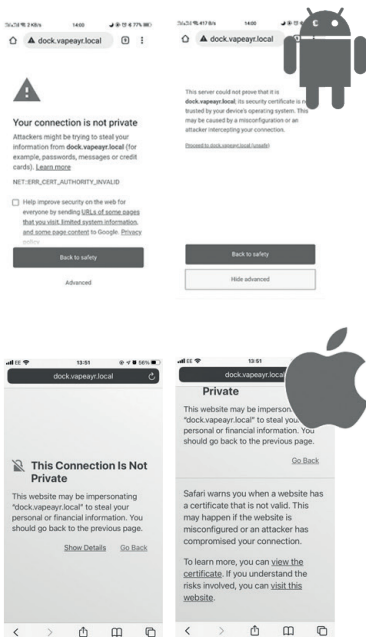 2 KB/s
14:00
77%
dock.vapeayr.local
Your connection is not private
Attackers might be trying to steal your
information from dock.vapeayr.local (for
example, passwords, messages or credit
cards). Learn more
NET::ERR_CERT_AUTHORITY_INVALID
Help improve security on the web for
everyone by sending URLs of some pages
that you visit, limited system information,
and some page content to Google. Privacy
policy
Back to safety
Advanced
417 B/s
14:00
dock.vapeayr.local
This server could not prove that it is
dock.vapeayr.local; its security certificate is
trusted by your device's operating system. This
may be caused by a misconfiguration or an
attacker intercepting your connection.
Proceed to dock.vapeayr.local (unsafe)
Back to safety
Hide advanced
EE
13:51
66%
dock.vapeayr.local
This Connection Is Not
Private
This website may be impersonating
"dock.vapeayr.local" to steal your
personal or financial information. You
should go back to the previous page.
Show Details Go Back
EE
13:51
dock.vapeayr.local
Private
This website may be
"dock.vapeayr.local" to steal
personal or financial information. You
should go back to the previous page.
Go Back
Safari warns you when a website has
a certificate that is not valid. This
may happen if the website is
misconfigured or an attacker has
compromised your connection.
To learn more, you can view the
certificate. If you understand the
risks involved, you can visit this
website.